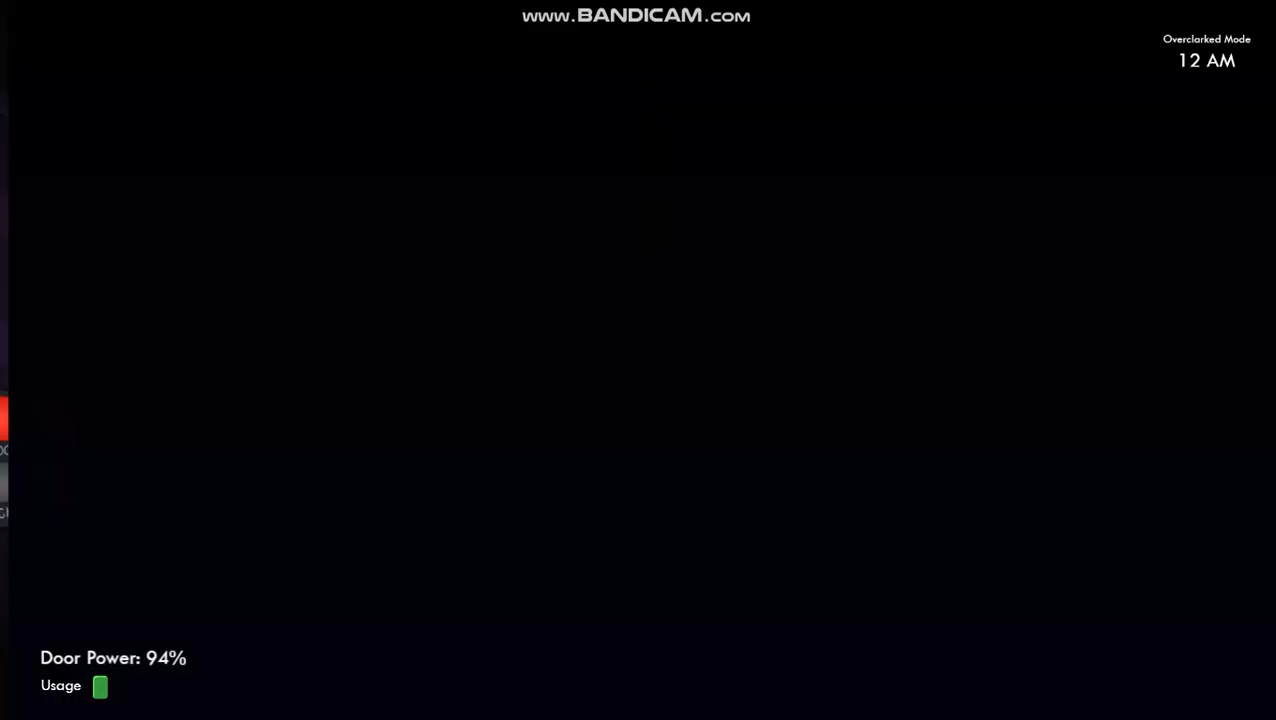 www.BANDICAM.COM
Overclarked Mode
12 AM
Door Power: 94%
Usage